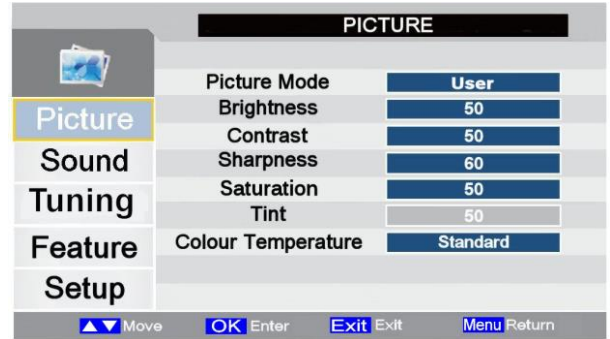 PICTURE
Picture Mode User
Brightness 50
Picture
Contrast 50
Sound
Sharpness 60
Saturation 50
Tuning
Tint 50
Feature
Colour Temperature Standard
Setup
▲▼ Move OK Enter Exit Exit Menu Return